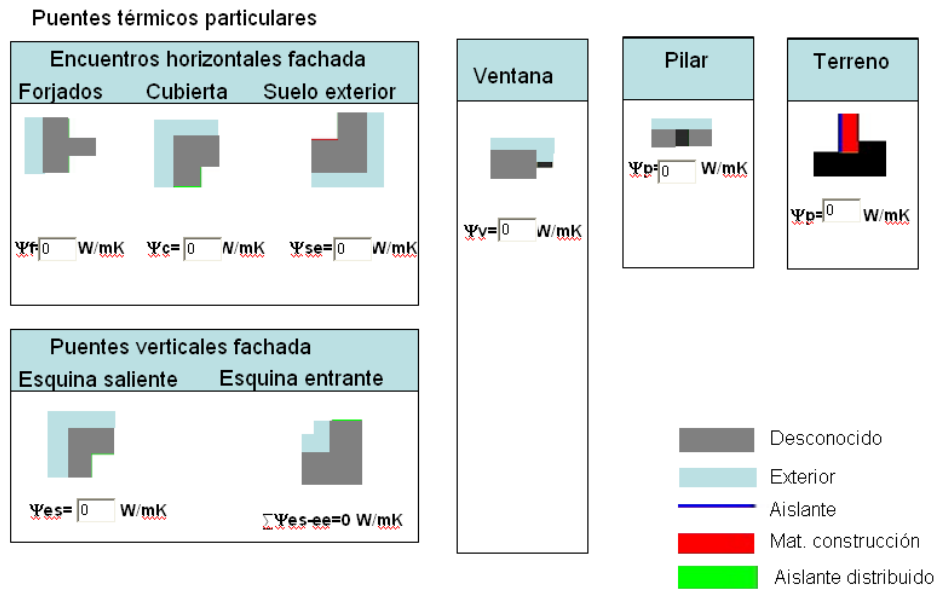 Puentes térmicos particulares
Encuentros horizontales fachada
Forjados Cubierta Suelo exterior
Ψf= 0 W/mK Ψc= 0 W/mK Ψse= 0 W/mK
Ventana
Ψv= 0 W/mK
Pilar
Ψp= 0 W/mK
Terreno
Ψp= 0 W/mK
Puentes verticales fachada
Esquina saliente Esquina entrante
Ψes= 0 W/mK ∑Ψes-ee=0 W/mK
Desconocido
Exterior
Aislante
Mat. construcción
Aislante distribuido